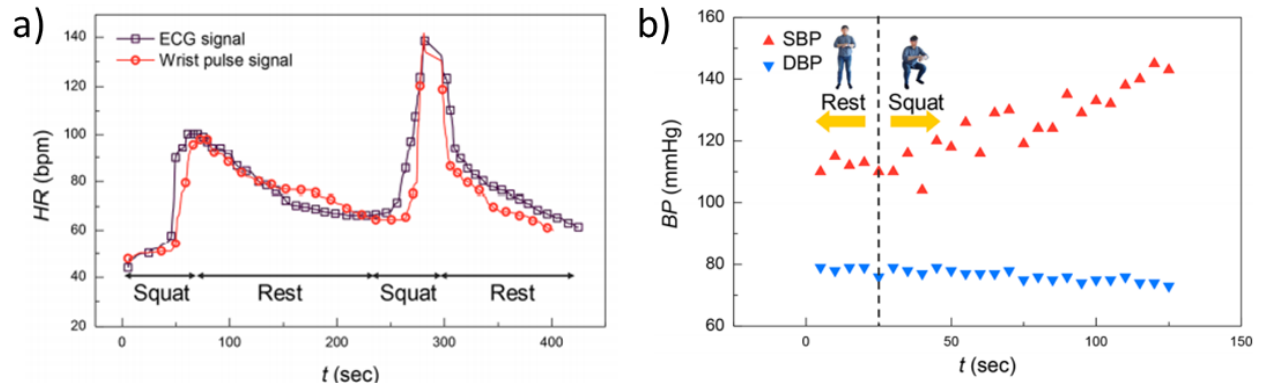 a)
140
120
100
80
60
40
20
HR (bpm)
ECG signal
Wrist pulse signal
Squat Rest Squat Rest
0 100 200 300 400
t (sec)
b)
160
140
120
100
80
60
BP (mmHg)
SBP
DBP
Rest Squat
0 50 100 150
t (sec)